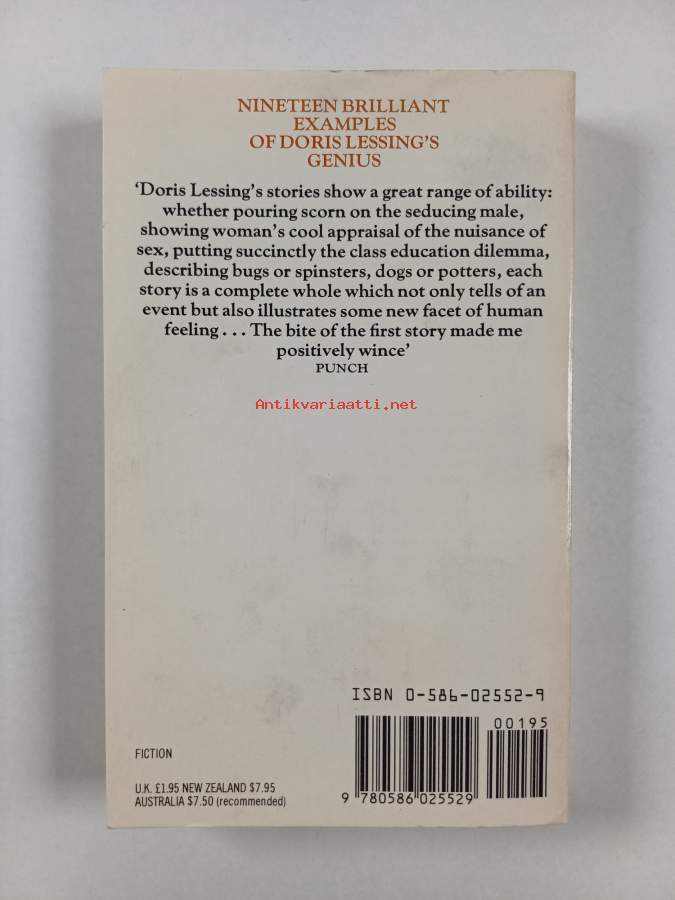 NINETEEN BRILLIANT
EXAMPLES
OF DORIS LESSING'S
GENIUS
‘Doris Lessing's stories show a great range of ability:
whether pouring scorn on the seducing male,
showing woman's cool appraisal of the nuisance of
sex, putting succinctly the class education dilemma,
describing bugs or spinsters, dogs or potters, each
story is a complete whole which not only tells of an
event but also illustrates some new facet of human
feeling . . . The bite of the first story made me
positively wince’
PUNCH
Antikvariaatti.net
ISBN 0-586-02552-9
00195
FICTION
U.K. £1.95 NEW ZEALAND $7.95
AUSTRALIA $7.50 (recommended)
9 780586 025529